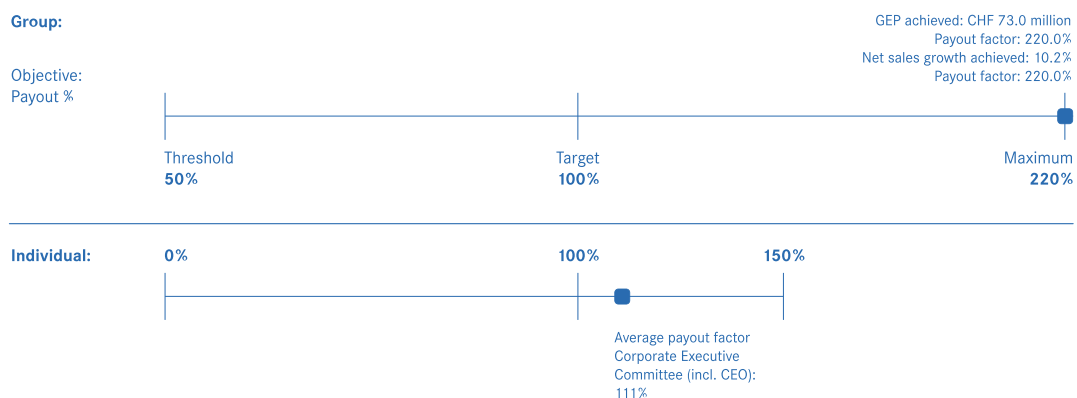 Group:
GEP achieved: CHF 73.0 million
Payout factor: 220.0%
Net sales growth achieved: 10.2%
Payout factor: 220.0%
Objective:
Payout %
Threshold
50%
Target
100%
Maximum
220%
Individual:
0%
100%
150%
Average payout factor
Corporate Executive
Committee (incl. CEO):
111%